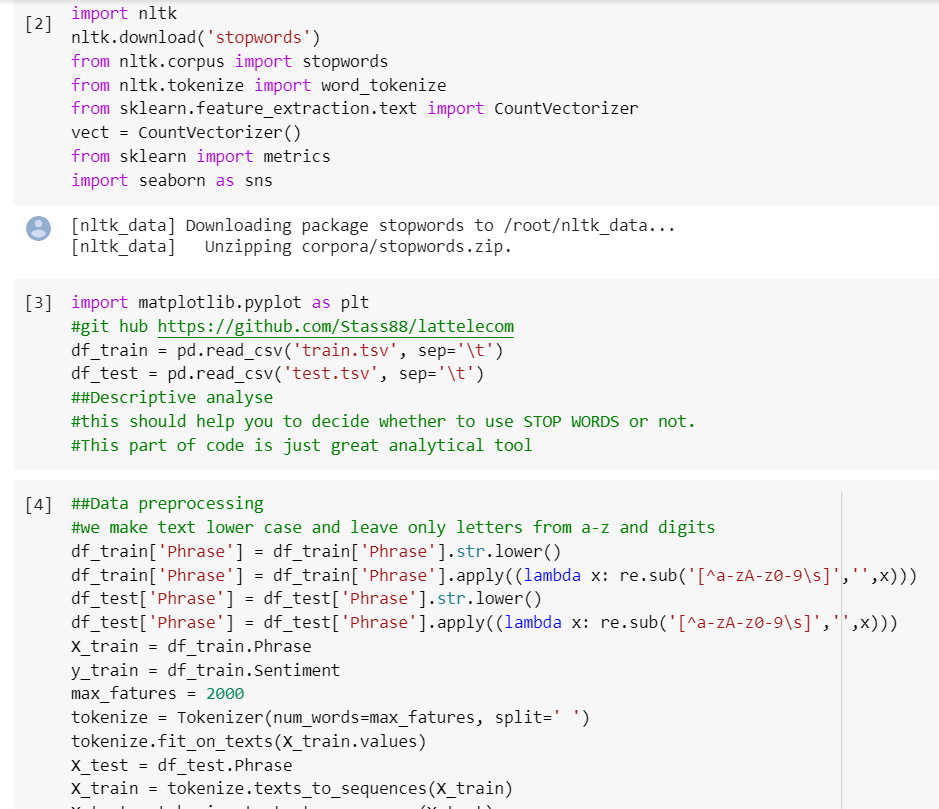 [2] import nltk
nltk.download('stopwords')
from nltk.corpus import stopwords
from nltk.tokenize import word_tokenize
from sklearn.feature_extraction.text import CountVectorizer
vect = CountVectorizer()
from sklearn import metrics
import seaborn as sns
[nltk_data] Downloading package stopwords to /root/nltk_data...
[nltk_data]   Unzipping corpora/stopwords.zip.
[3] import matplotlib.pyplot as plt
#git hub https://github.com/Stass88/lattelecom
df_train = pd.read_csv('train.tsv', sep='\t')
df_test = pd.read_csv('test.tsv', sep='\t')
##Descriptive analyse
#this should help you to decide whether to use STOP WORDS or not.
#This part of code is just great analytical tool
[4] ##Data preprocessing
#we make text lower case and leave only letters from a-z and digits
df_train['Phrase'] = df_train['Phrase'].str.lower()
df_train['Phrase'] = df_train['Phrase'].apply((lambda x: re.sub('[^a-zA-z0-9\s]','',x)))
df_test['Phrase'] = df_test['Phrase'].str.lower()
df_test['Phrase'] = df_test['Phrase'].apply((lambda x: re.sub('[^a-zA-z0-9\s]','',x)))
X_train = df_train.Phrase
y_train = df_train.Sentiment
max_fatures = 2000
tokenize = Tokenizer(num_words=max_fatures, split=' ')
tokenize.fit_on_texts(X_train.values)
X_test = df_test.Phrase
X_train = tokenize.texts_to_sequences(X_train)